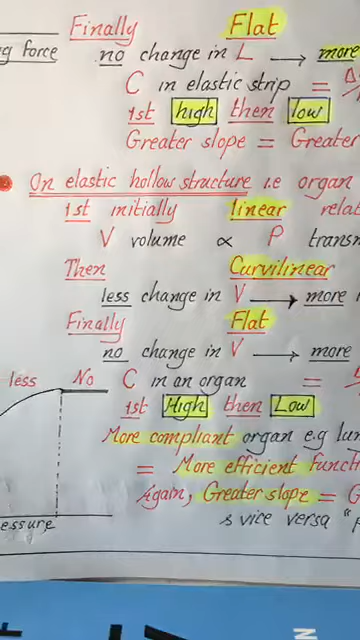 Finally Flat
g force no change in L → more
C in elastic strip = Δ
1st high then low
Greater slope = Greater
On elastic hollow structure i.e organ
1st initially linear relat
V volume ∝ P transm
Then Curvilinear
less change in V → more
Finally Flat
no change in V → more
less No C in an organ =
1st High then Low
More compliant organ e.g lun
= More efficient Funct
Again, Greater slope = G
essure & vice versa "P